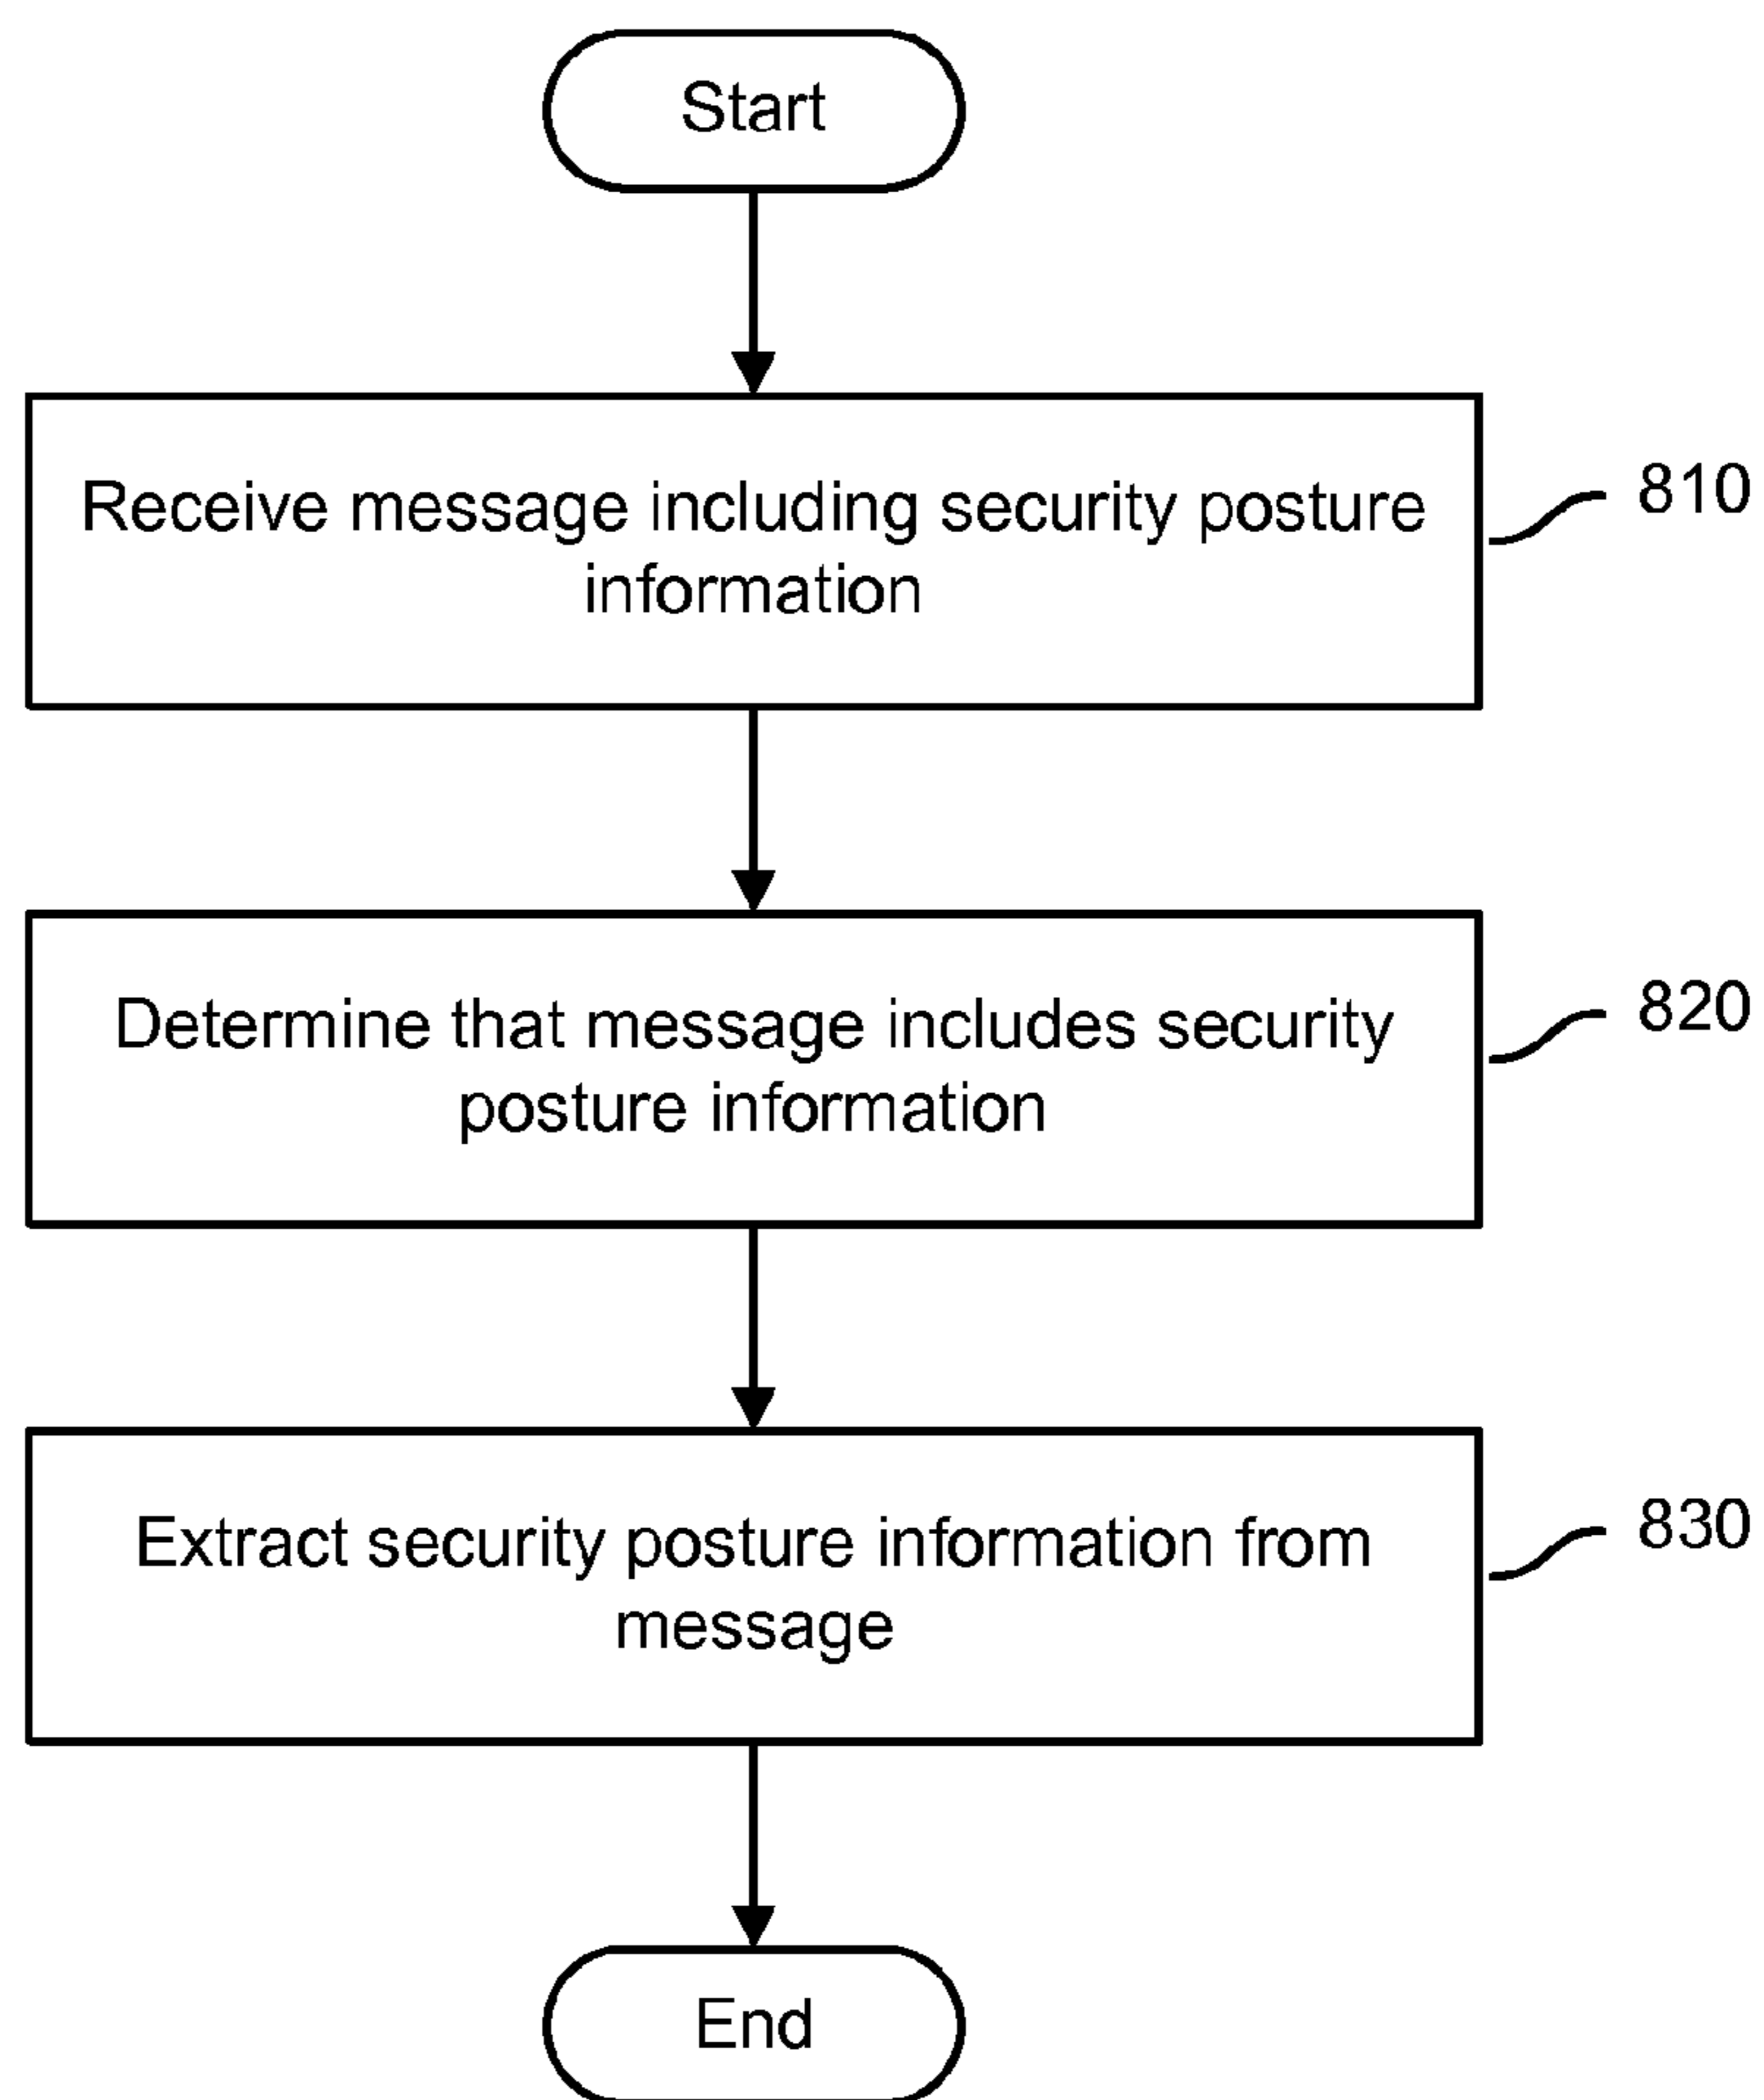 Start
Receive message including security posture
information
810
Determine that message includes security
posture information
820
Extract security posture information from
message
830
End